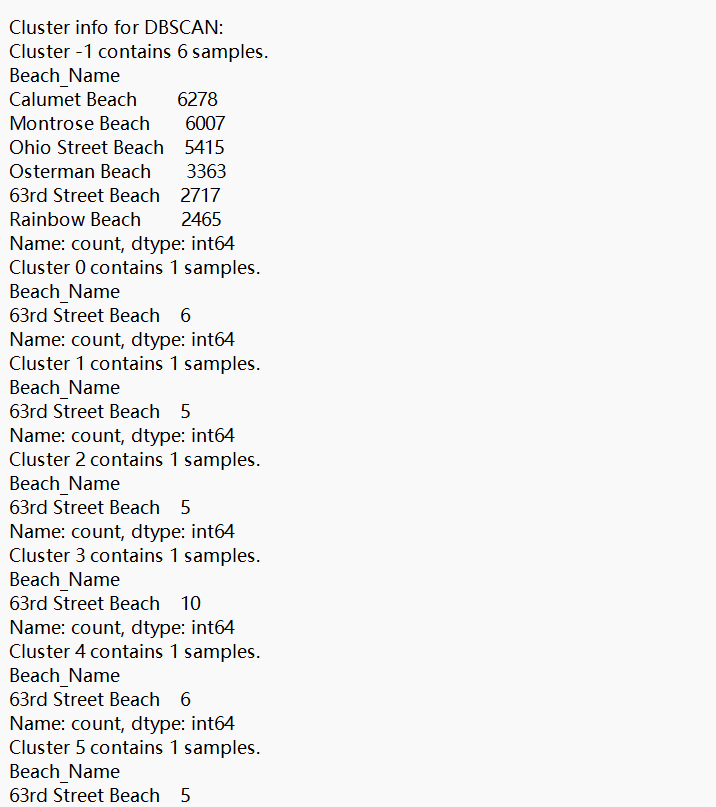 Cluster info for DBSCAN:
Cluster -1 contains 6 samples.
Beach_Name
Calumet Beach 6278
Montrose Beach 6007
Ohio Street Beach 5415
Osterman Beach 3363
63rd Street Beach 2717
Rainbow Beach 2465
Name: count, dtype: int64
Cluster 0 contains 1 samples.
Beach_Name
63rd Street Beach 6
Name: count, dtype: int64
Cluster 1 contains 1 samples.
Beach_Name
63rd Street Beach 5
Name: count, dtype: int64
Cluster 2 contains 1 samples.
Beach_Name
63rd Street Beach 5
Name: count, dtype: int64
Cluster 3 contains 1 samples.
Beach_Name
63rd Street Beach 10
Name: count, dtype: int64
Cluster 4 contains 1 samples.
Beach_Name
63rd Street Beach 6
Name: count, dtype: int64
Cluster 5 contains 1 samples.
Beach_Name
63rd Street Beach 5